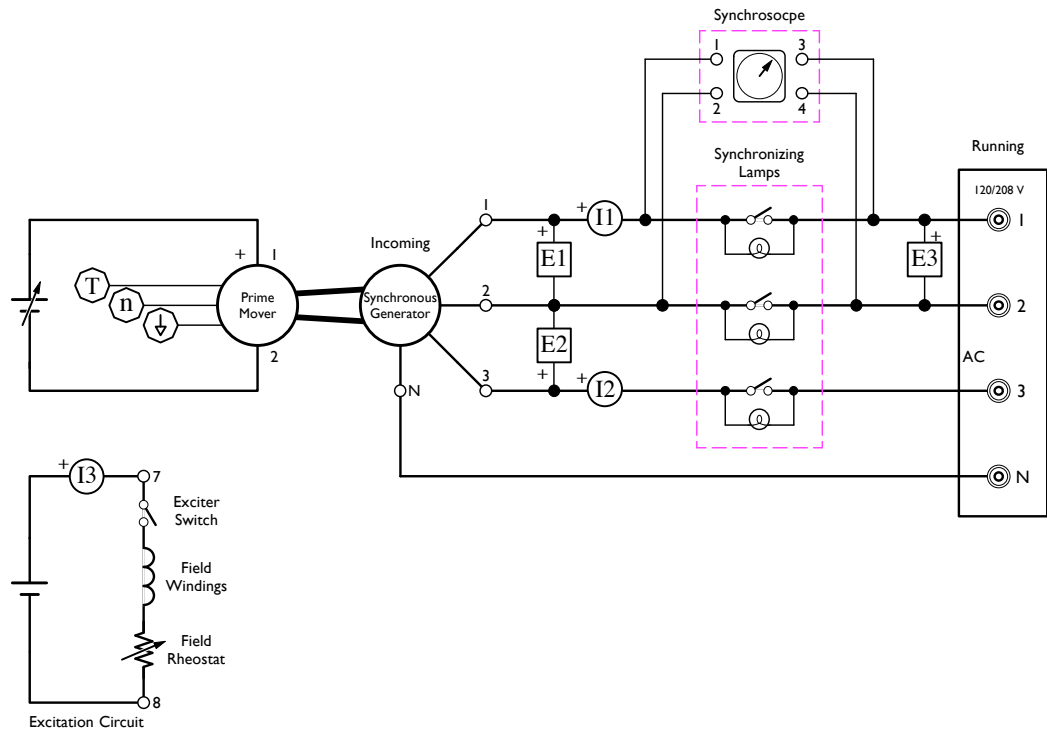 Synchrosocpe
1
3
2
4
Synchronizing
Lamps
Running
120/208 V
1
+
I1
1
+
E1
+
E3
Incoming
+
1
T
n
Prime
Mover
Synchronous
Generator
2
2
E2
2
AC
3
+
+
I2
3
N
N
+
I3
7
Exciter
Switch
Field
Windings
Field
Rheostat
8
Excitation Circuit